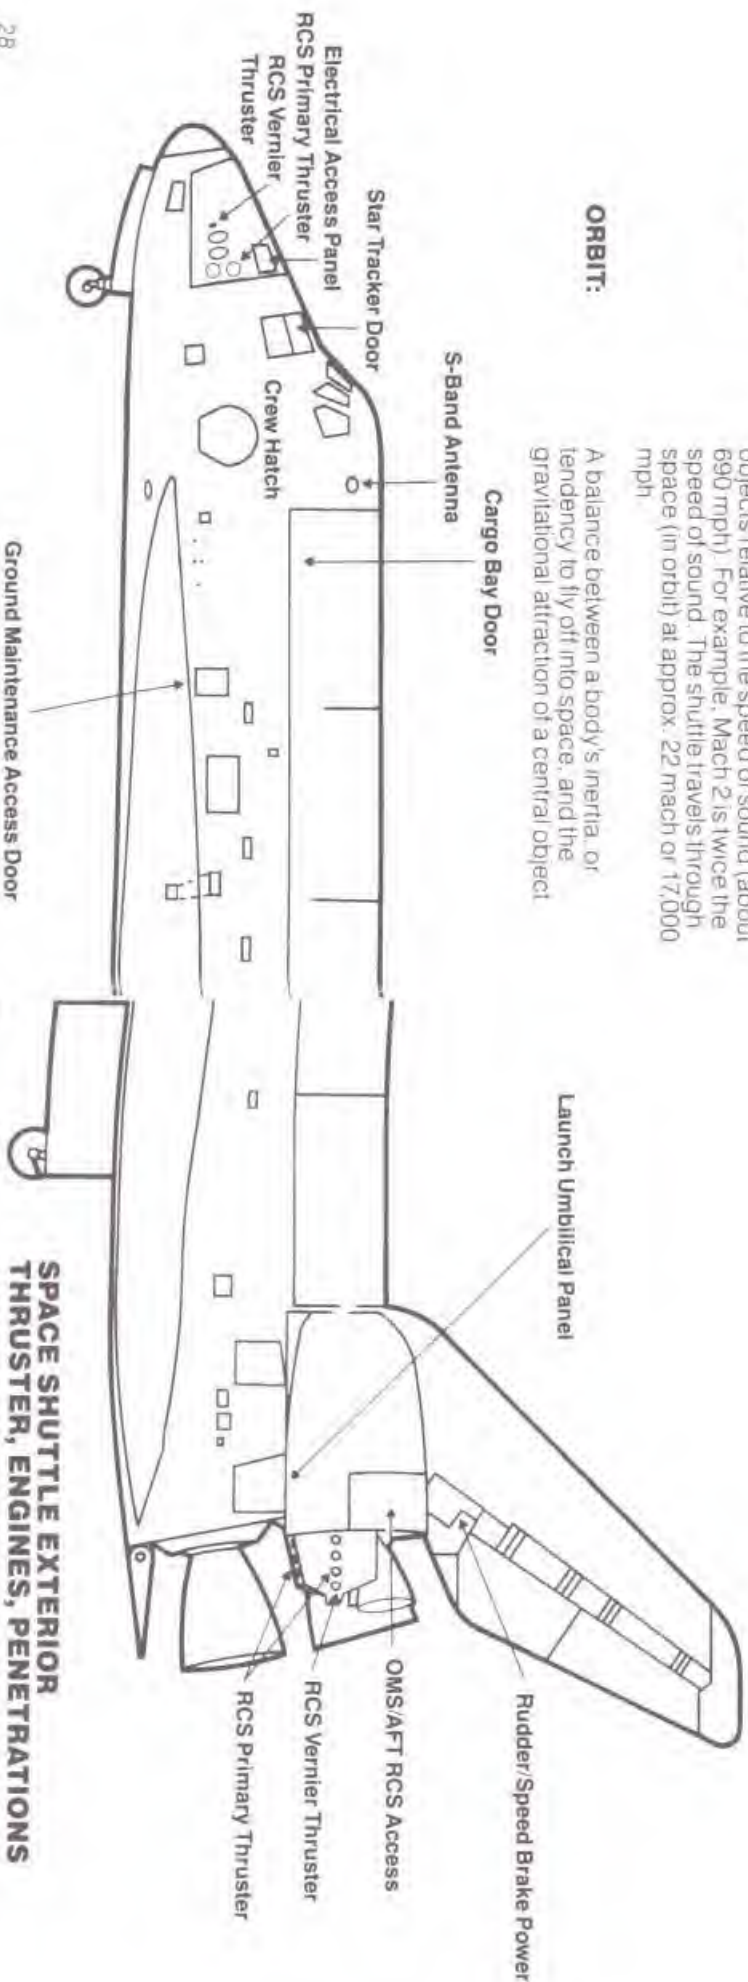 objects relative to the speed of sound (about
690 mph). For example, Mach 2 is twice the
speed of sound. The shuttle travels through
space (in orbit) at approx. 22 mach or 17,000
mph.
ORBIT:
A balance between a body's inertia, or
tendency to fly off into space, and the
gravitational attraction of a central object
Electrical Access Panel
RCS Primary Thruster
RCS Vernier
Thruster
Star Tracker Door
S-Band Antenna
Cargo Bay Door
Crew Hatch
Ground Maintenance Access Door
Launch Umbilical Panel
Rudder/Speed Brake Power
OMS/AFT RCS Access
RCS Vernier Thruster
RCS Primary Thruster
SPACE SHUTTLE EXTERIOR
THRUSTER, ENGINES, PENETRATIONS
28